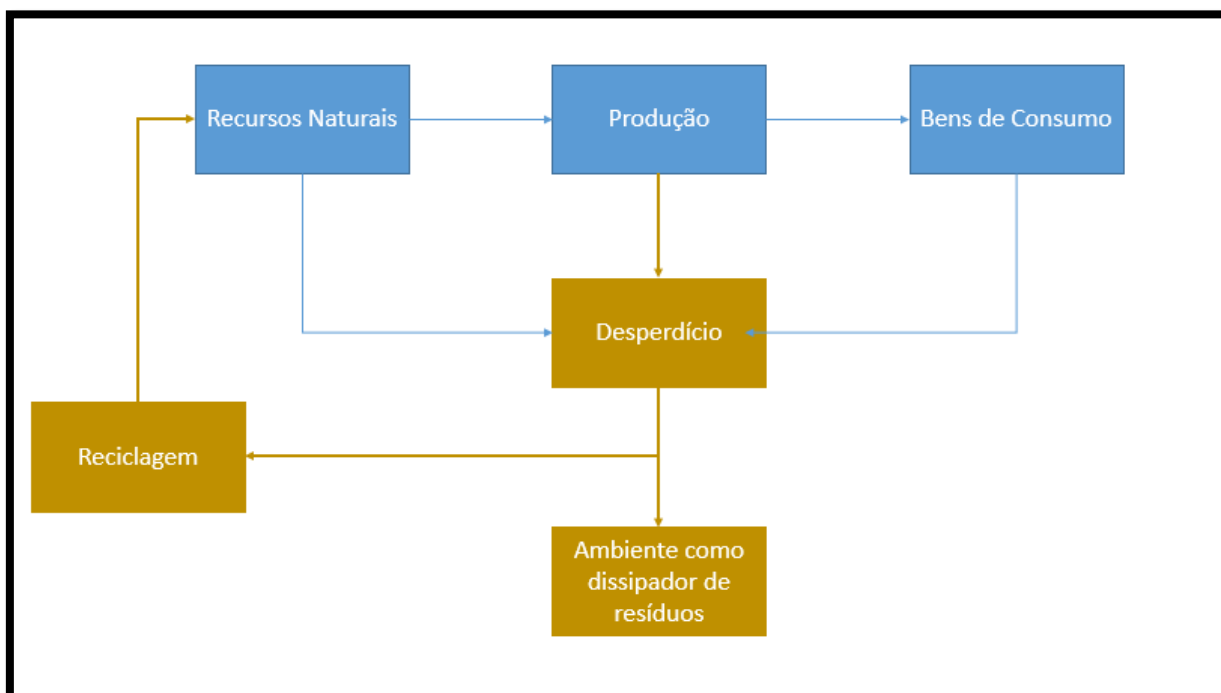 Recursos Naturais
Produção
Bens de Consumo
Desperdício
Reciclagem
Ambiente como
dissipador de
resíduos